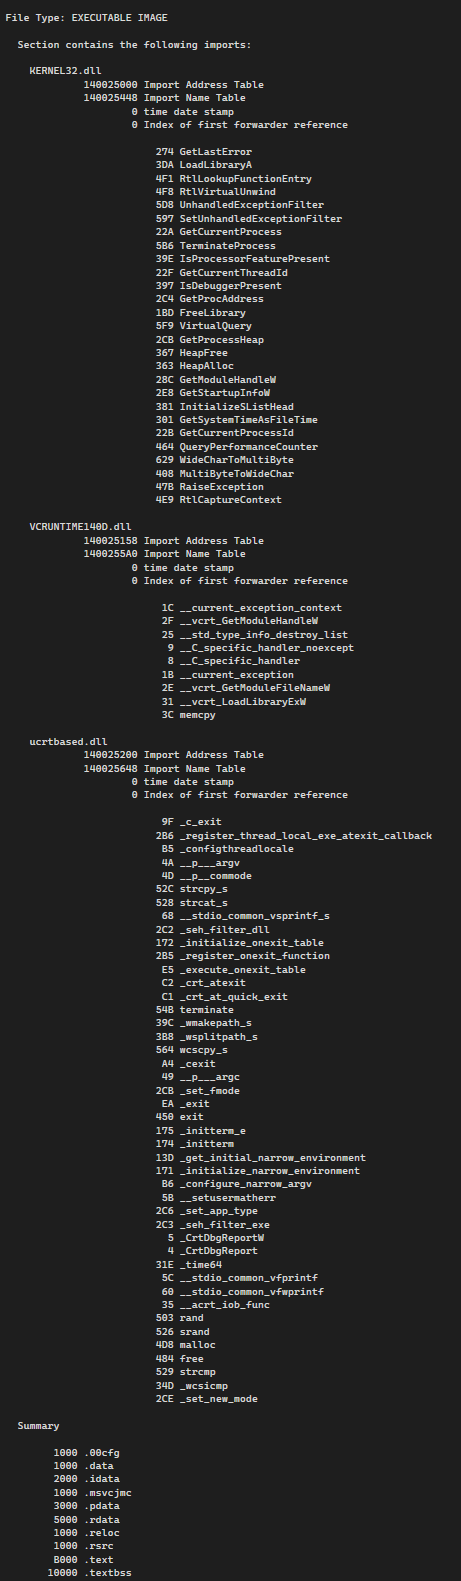 File Type: EXECUTABLE IMAGE
Section contains the following imports:
KERNEL32.dll
140025000 Import Address Table
140025448 Import Name Table
0 time date stamp
0 Index of first forwarder reference
274 GetLastError
3DA LoadLibraryA
4F1 RtlLookupFunctionEntry
4F8 RtlVirtualUnwind
5D8 UnhandledExceptionFilter
597 SetUnhandledExceptionFilter
22A GetCurrentProcess
5B6 TerminateProcess
39E IsProcessorFeaturePresent
22F GetCurrentThreadId
397 IsDebuggerPresent
2C4 GetProcAddress
1BD FreeLibrary
5F9 VirtualQuery
2CB GetProcessHeap
367 HeapFree
363 HeapAlloc
28C GetModuleHandleW
2E8 GetStartupInfoW
381 InitializeSListHead
301 GetSystemTimeAsFileTime
22B GetCurrentProcessId
464 QueryPerformanceCounter
629 WideCharToMultiByte
408 MultiByteToWideChar
47B RaiseException
4E9 RtlCaptureContext
VCRUNTIME140D.dll
140025158 Import Address Table
1400255A0 Import Name Table
0 time date stamp
0 Index of first forwarder reference
1C __current_exception_context
2F __vcrt_GetModuleHandleW
25 __std_type_info_destroy_list
9 __C_specific_handler_noexcept
8 __C_specific_handler
1B __current_exception
2E __vcrt_GetModuleFileNameW
31 __vcrt_LoadLibraryExW
3C memcpy
ucrtbased.dll
140025200 Import Address Table
140025648 Import Name Table
0 time date stamp
0 Index of first forwarder reference
9F _c_exit
2B6 _register_thread_local_exe_atexit_callback
B5 _configthreadlocale
4A __p___argv
4D __p__commode
52C strcpy_s
528 strcat_s
68 __stdio_common_vsprintf_s
2C2 _seh_filter_dll
172 _initialize_onexit_table
2B5 _register_onexit_function
E5 _execute_onexit_table
C2 _crt_atexit
C1 _crt_at_quick_exit
54B terminate
39C _wmakepath_s
3B8 _wsplitpath_s
564 wcscpy_s
A4 _cexit
49 __p___argc
2CB _set_fmode
EA _exit
450 exit
175 _initterm_e
174 _initterm
13D _get_initial_narrow_environment
171 _initialize_narrow_environment
B6 _configure_narrow_argv
5B __setusermatherr
2C6 _set_app_type
2C3 _seh_filter_exe
5 _CrtDbgReportW
4 _CrtDbgReport
31E _time64
5C __stdio_common_vfprintf
60 __stdio_common_vfwprintf
35 __acrt_iob_func
503 rand
526 srand
4D8 malloc
484 free
529 strcmp
34D _wcsicmp
2CE _set_new_mode
Summary
1000 .00cfg
1000 .data
2000 .idata
1000 .msvcjmc
3000 .pdata
5000 .rdata
1000 .reloc
1000 .rsrc
B000 .text
10000 .textbss